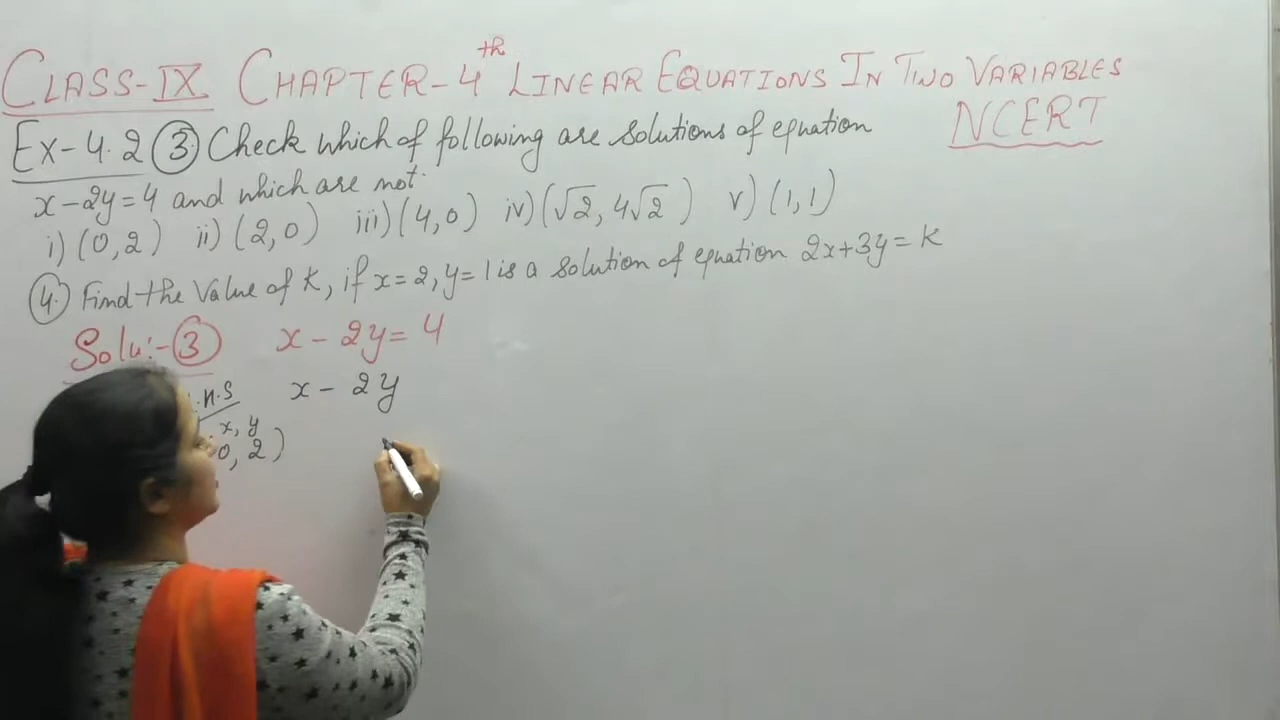 CLASS-IX CHAPTER-4th LINEAR EQUATIONS IN TWO VARIABLES
NCERT
Ex-4.2 (3) Check which of following are solutions of equation
x-2y=4 and which are not.
i) (0,2) ii) (2,0) iii) (4,0) iv) (√2, 4√2) v) (1,1)
(4.) Find the Value of K, if x=2, y=1 is a solution of equation 2x+3y=K
Solu:- (3) x-2y=4
.H.S x-2y
x, y
0, 2)